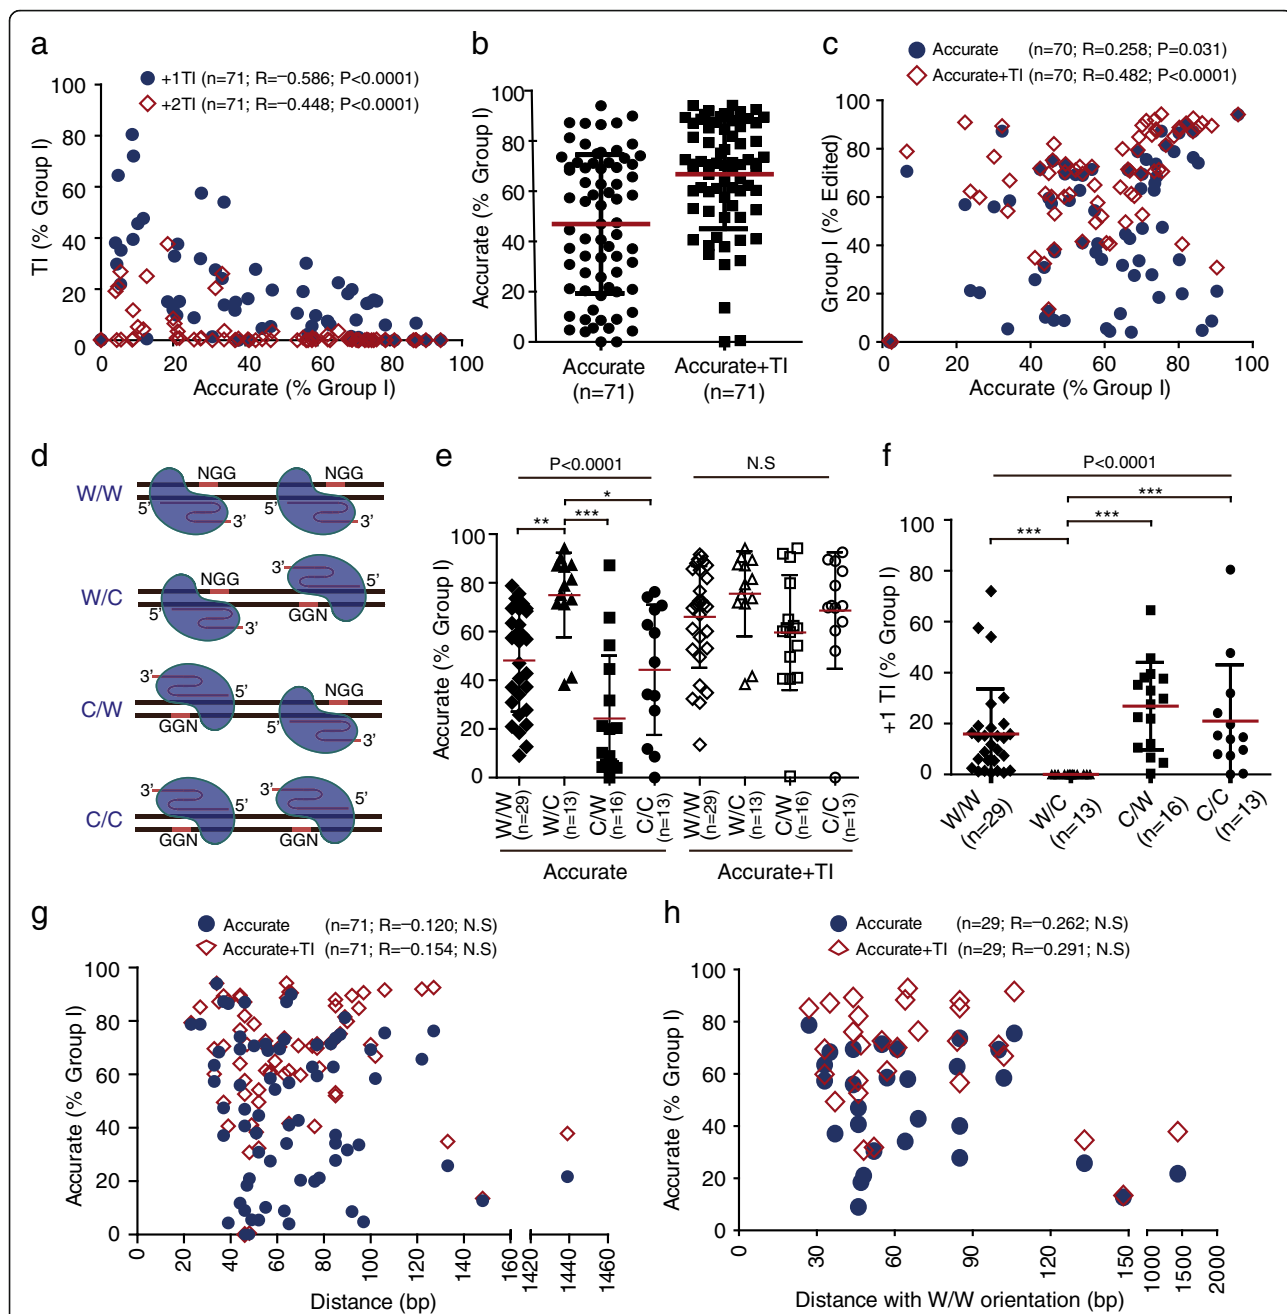 a
+1TI (n=71; R=−0.586; P<0.0001)
+2TI (n=71; R=−0.448; P<0.0001)
TI (% Group I)
100
80
60
40
20
0
0
20
40
60
80
100
Accurate (% Group I)
b
Accurate (% Group I)
100
80
60
40
20
0
Accurate
(n=71)
Accurate+TI
(n=71)
c
Accurate (n=70; R=0.258; P=0.031)
Accurate+TI (n=70; R=0.482; P<0.0001)
Group I (% Edited)
100
80
60
40
20
0
20
40
60
80
100
Accurate (% Group I)
d
W/W
NGG
NGG
5’
3’
5’
3’
W/C
NGG
3’
5’
5’
3’
GGN
C/W
3’
5’
NGG
GGN
5’
3’
C/C
3’
5’
3’
5’
GGN
GGN
e
P<0.0001
N.S
*
**
***
Accurate (% Group I)
100
80
60
40
20
0
W/W
(n=29)
W/C
(n=13)
C/W
(n=16)
C/C
(n=13)
W/W
(n=29)
W/C
(n=13)
C/W
(n=16)
C/C
(n=13)
Accurate
Accurate+TI
f
P<0.0001
***
***
***
+1 TI (% Group I)
100
80
60
40
20
0
W/W
(n=29)
W/C
(n=13)
C/W
(n=16)
C/C
(n=13)
g
Accurate (n=71; R=−0.120; N.S)
Accurate+TI (n=71; R=−0.154; N.S)
Accurate (% Group I)
100
80
60
40
20
0
0
20
40
60
80
100
120
140
160
1420
1440
1460
Distance (bp)
h
Accurate (n=29; R=−0.262; N.S)
Accurate+TI (n=29; R=−0.291; N.S)
Accurate (% Group I)
100
80
60
40
20
0
0
30
60
90
120
150
1000
1500
2000
Distance with W/W orientation (bp)